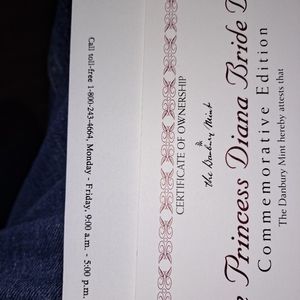 Call toll-free 1-800-243-4664, Monday - Friday, 9:00 a.m. - 5:00 p.m.
CERTIFICATE OF OWNERSHIP
by
The Danbury Mint
Princess Diana Bride D
Commemorative Edition
The Danbury Mint hereby attests that